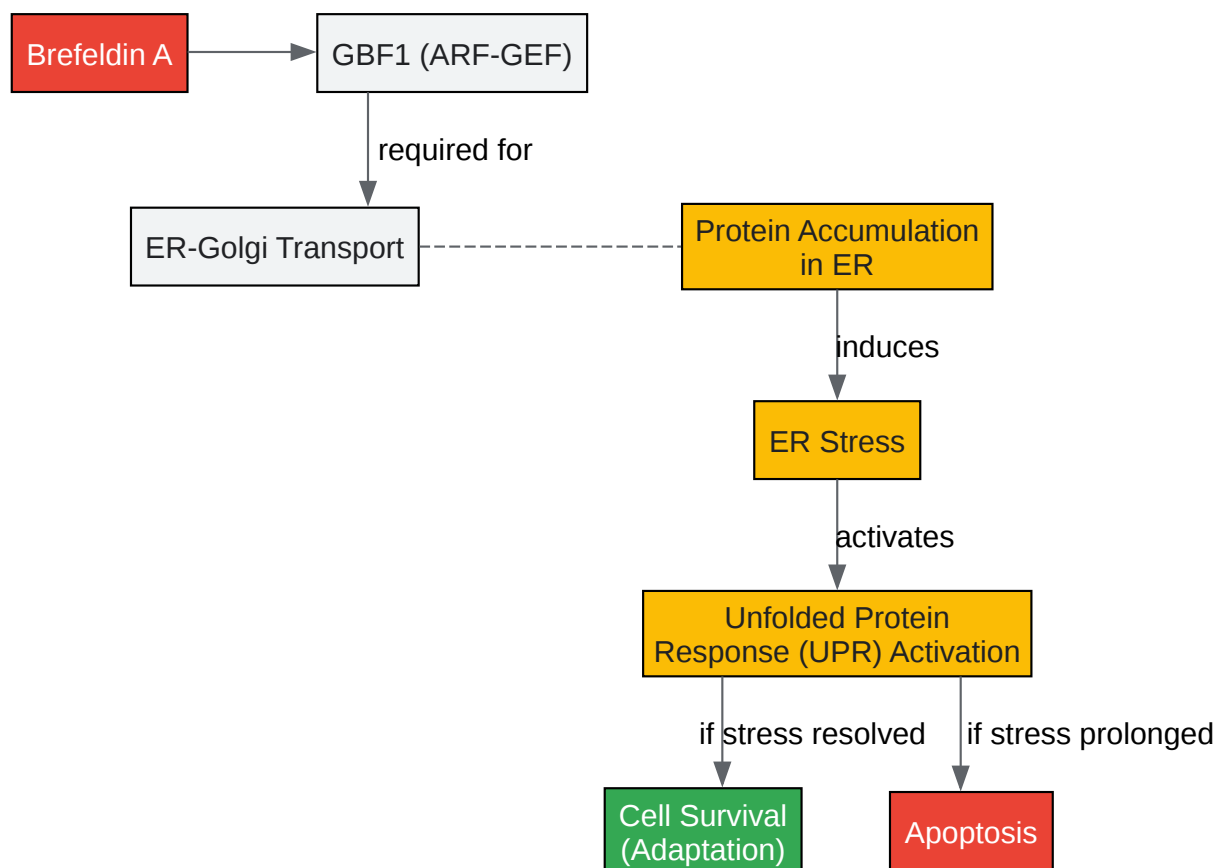 Brefeldin A
GBF1 (ARF-GEF)
required for
ER-Golgi Transport
Protein Accumulation
in ER
induces
ER Stress
activates
Unfolded Protein
Response (UPR) Activation
if stress resolved
if stress prolonged
Cell Survival
(Adaptation)
Apoptosis